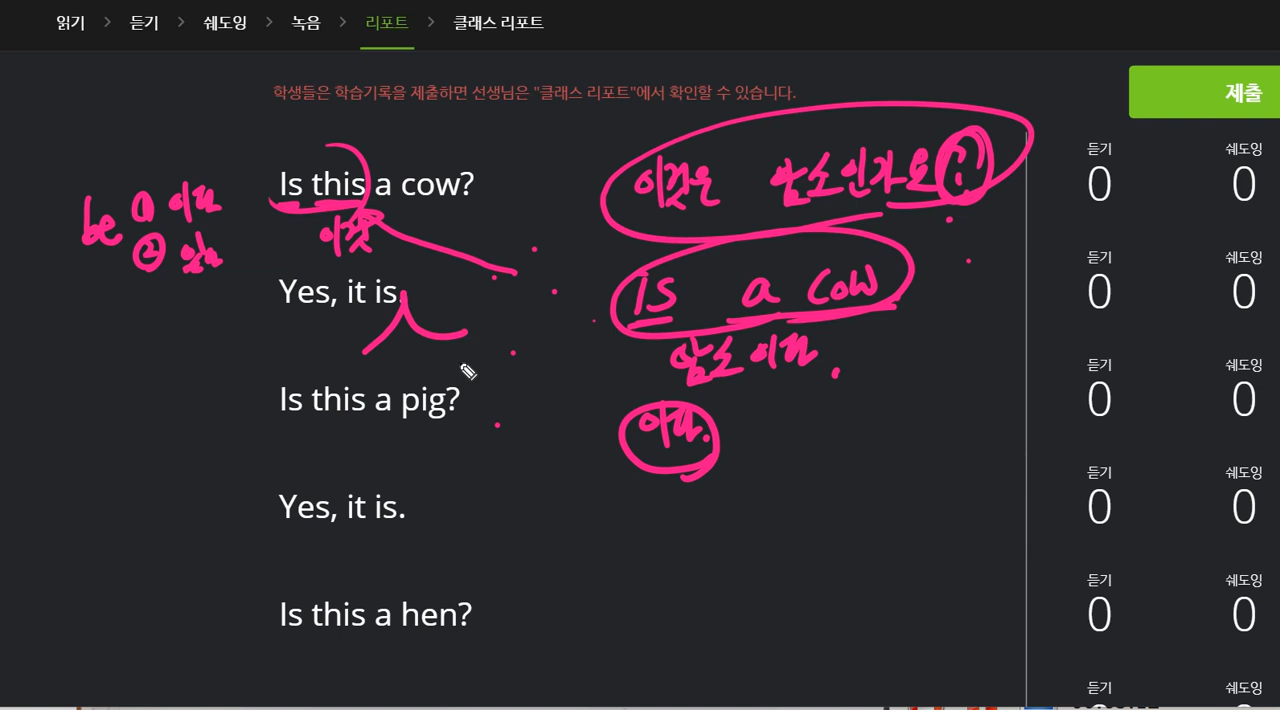 읽기 > 듣기 > 쉐도잉 > 녹음 > 리포트 > 클래스 리포트
학생들은 학습기록을 제출하면 선생님은 "클래스 리포트"에서 확인할 수 있습니다.
제출
듣기 쉐도잉
Is this a cow?
0 0
이것은 암소인가요?
be ① 이다
② 있다
이것
듣기 쉐도잉
Yes, it is.
0 0
is a cow
암소 이다.
듣기 쉐도잉
Is this a pig?
0 0
이다.
듣기 쉐도잉
Yes, it is.
0 0
듣기 쉐도잉
Is this a hen?
0 0
듣기 쉐도잉